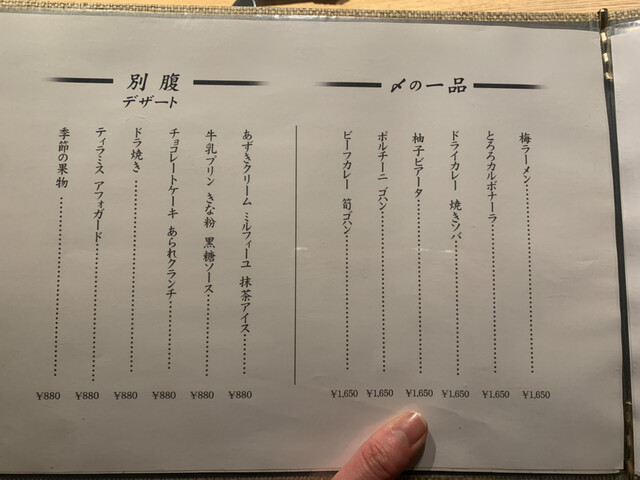 〆の一品
梅ラーメン ¥1,650
とろろカルボナーラ ¥1,650
ドライカレー 焼きソバ ¥1,650
柚子ビアータ ¥1,650
ポルチーニ ゴハン ¥1,650
ビーフカレー 筍ゴハン ¥1,650
別腹
デザート
あずきクリーム ミルフィーユ 抹茶アイス ¥880
牛乳プリン きな粉 黒糖ソース ¥880
チョコレートケーキ あられクランチ ¥880
ドラ焼き ¥880
ティラミス アフォガード ¥880
季節の果物 ¥880